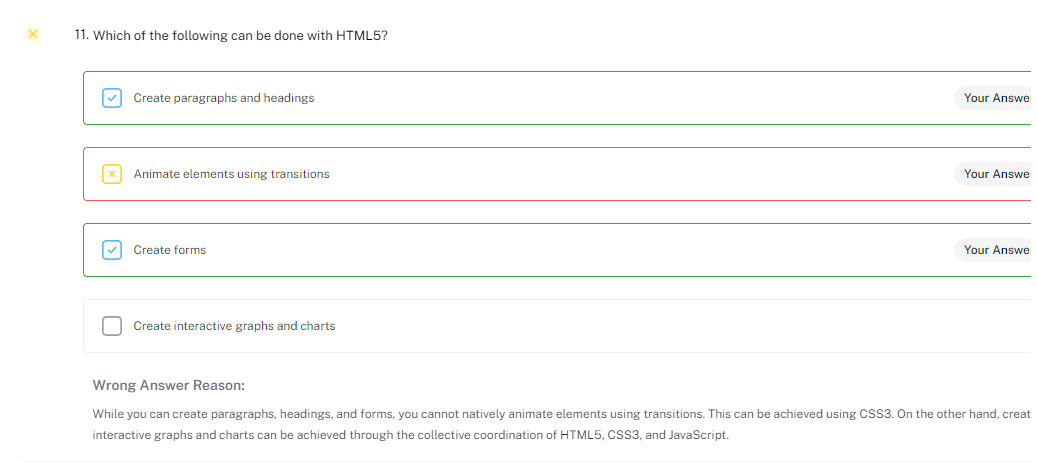 11. Which of the following can be done with HTML5?
Create paragraphs and headings
Your Answe
Animate elements using transitions
Your Answe
Create forms
Your Answe
Create interactive graphs and charts
Wrong Answer Reason:
While you can create paragraphs, headings, and forms, you cannot natively animate elements using transitions. This can be achieved using CSS3. On the other hand, creat
interactive graphs and charts can be achieved through the collective coordination of HTML5, CSS3, and JavaScript.